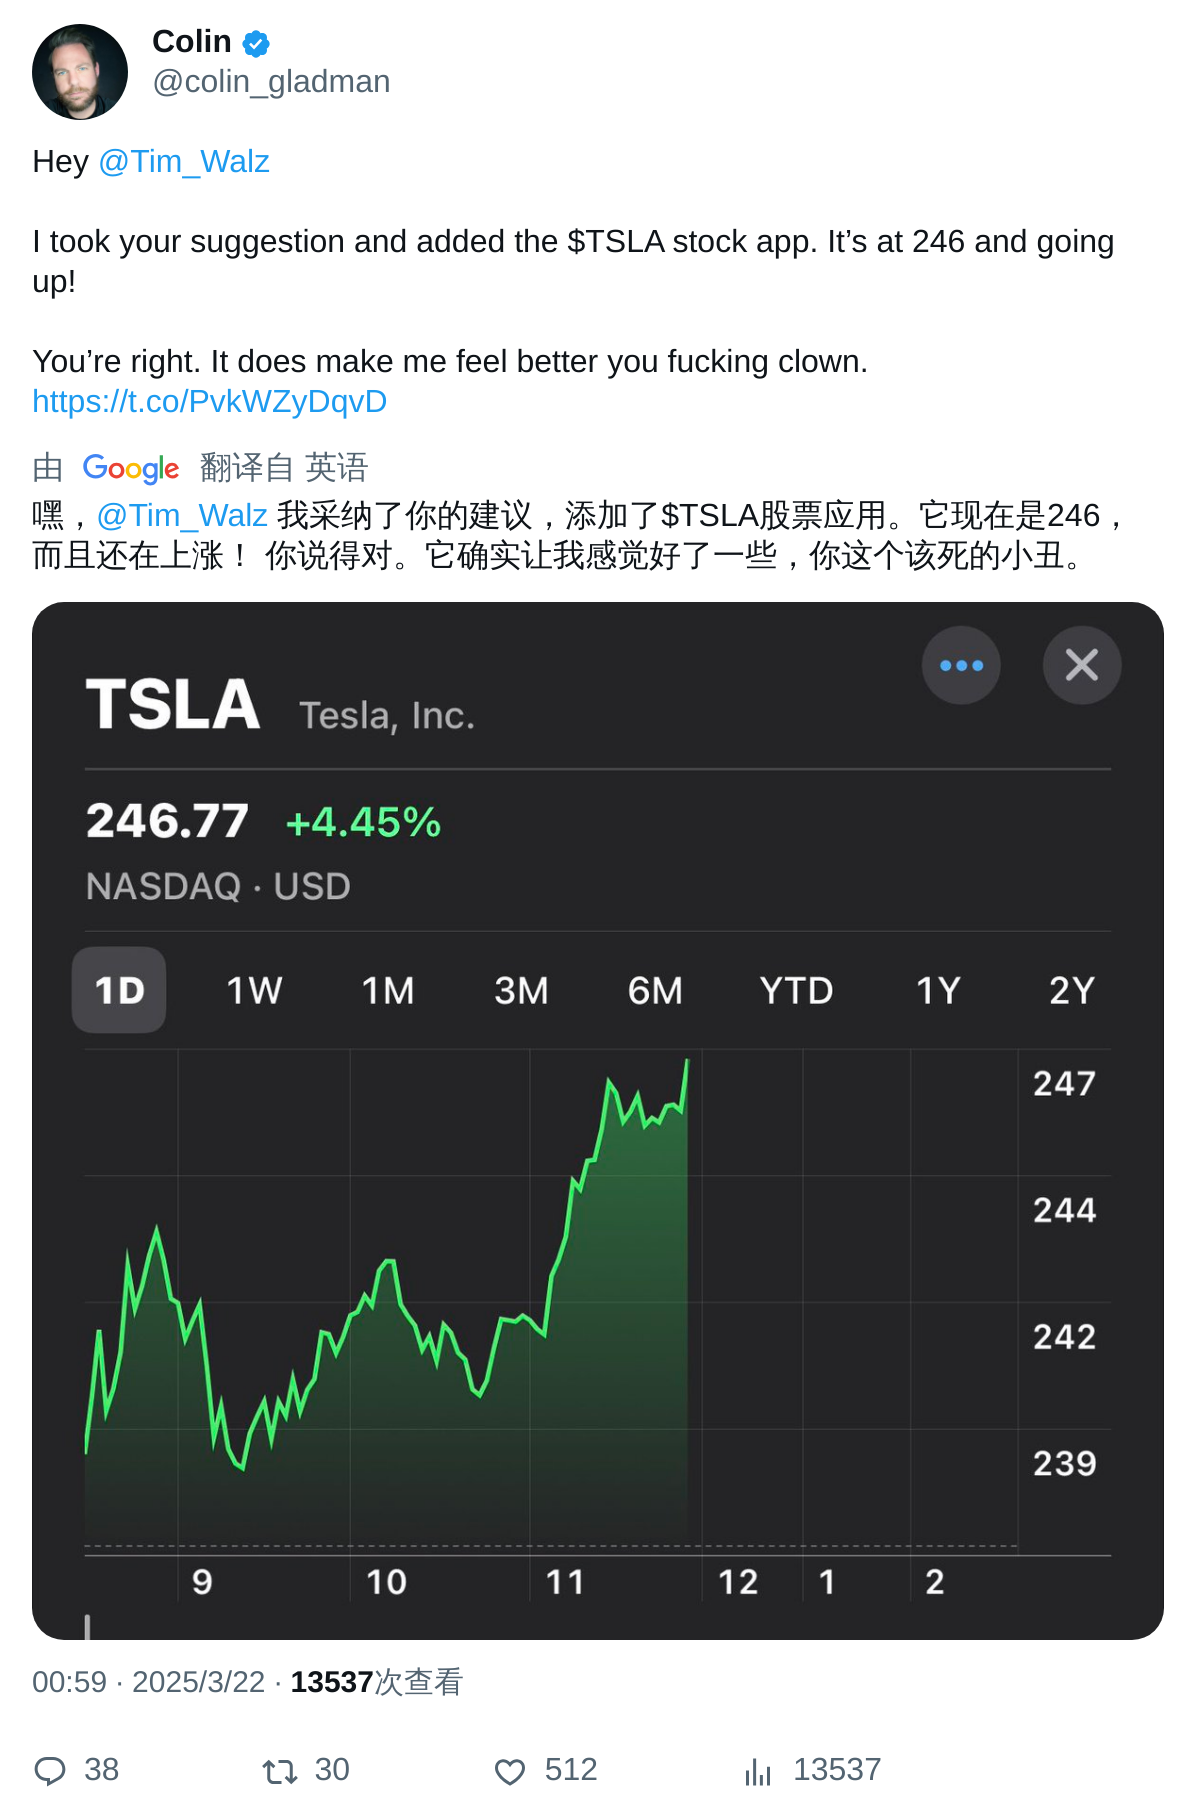 Colin
@colin_gladman
Hey @Tim_Walz
I took your suggestion and added the $TSLA stock app. It’s at 246 and going
up!
You’re right. It does make me feel better you fucking clown.
https://t.co/PvkWZyDqvD
由 Google 翻译自 英语
嘿，@Tim_Walz 我采纳了你的建议，添加了$TSLA股票应用。它现在是246，
而且还在上涨！ 你说得对。它确实让我感觉好了一些，你这个该死的小丑。
TSLA Tesla, Inc.
246.77 +4.45%
NASDAQ · USD
1D 1W 1M 3M 6M YTD 1Y 2Y
247
244
242
239
9 10 11 12 1 2
00:59 · 2025/3/22 · 13537次查看
38 30 512 13537